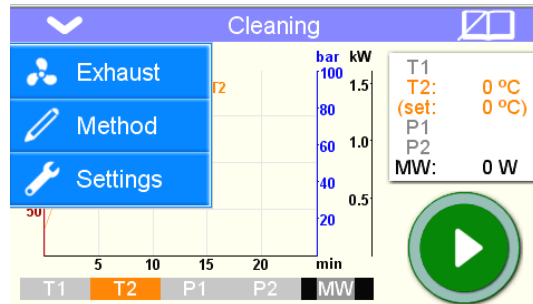 Cleaning
Exhaust
Method
Settings
T2
bar kW
100
80
60
40
20
1.5
1.0
0.5
50
5 10 15 20 min
T1 T2 P1 P2 MW
T1
T2: 0 ºC
(set: 0 ºC)
P1
P2
MW: 0 W